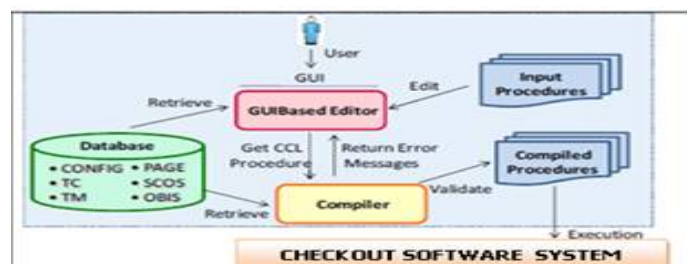 User
GUI
GUIBased Editor
Edit
Input
Procedures
Retrieve
Database
• CONFIG • PAGE
• TC • SCOS
• TM • OBIS
Get CCL
Procedure
Return Error
Messages
Compiled
Procedures
Validate
Retrieve
Compiler
Execution
CHECKOUT SOFTWARE SYSTEM